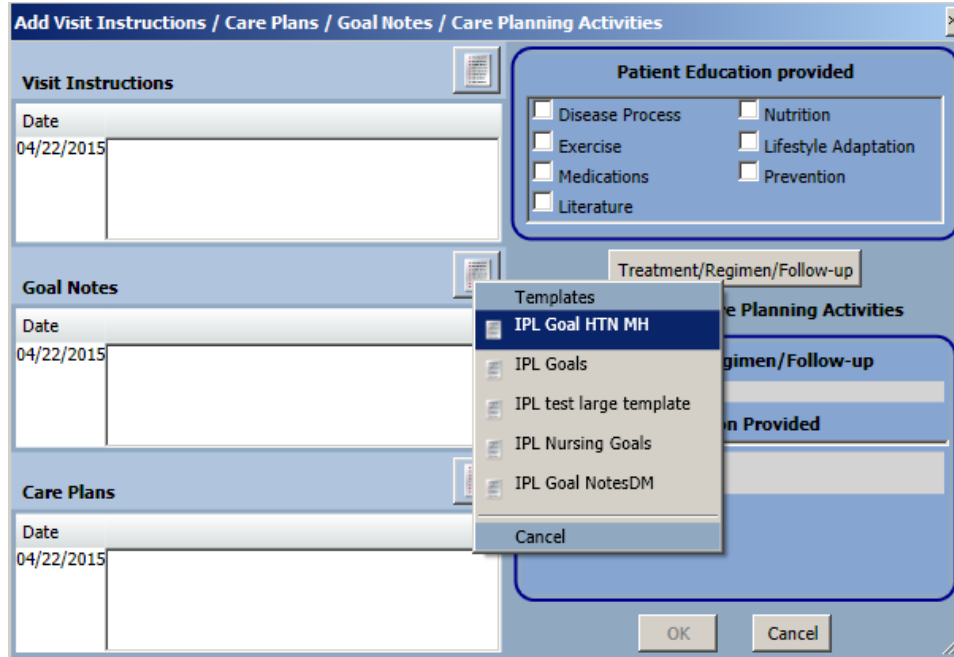 Add Visit Instructions / Care Plans / Goal Notes / Care Planning Activities
Visit Instructions
Date
04/22/2015
Goal Notes
Date
04/22/2015
Care Plans
Date
04/22/2015
Patient Education provided
Disease Process
Nutrition
Exercise
Lifestyle Adaptation
Medications
Prevention
Literature
Treatment/Regimen/Follow-up
Planning Activities
gimen/Follow-up
Provided
Templates
IPL Goal HTN MH
IPL Goals
IPL test large template
IPL Nursing Goals
IPL Goal NotesDM
Cancel
OK
Cancel